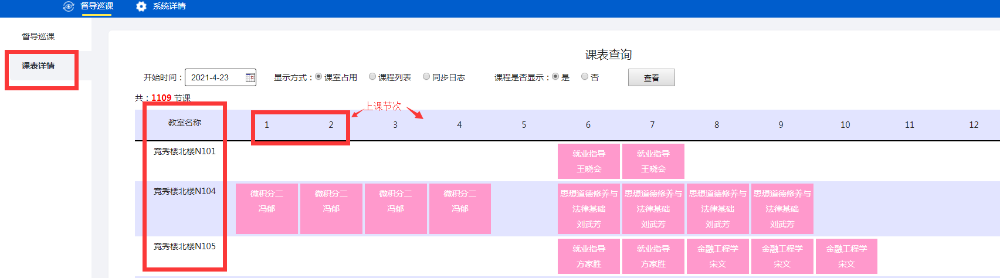 督导巡课 系统详情
督导巡课
课表详情
课表查询
开始时间： 2021-4-23 显示方式： 课室占用 课程列表 同步日志 课程是否显示： 是 否 查看
共：1109 节课
上课节次
教室名称 1 2 3 4 5 6 7 8 9 10 11 12
竟秀楼北楼N101 就业指导 就业指导
王晓会 王晓会
竟秀楼北楼N104 微积分二 微积分二 微积分二 微积分二 思想道德修养与 思想道德修养与 思想道德修养与 思想道德修养与
冯郁 冯郁 冯郁 冯郁 法律基础 法律基础 法律基础 法律基础
刘武芳 刘武芳 刘武芳 刘武芳
竟秀楼北楼N105 就业指导 就业指导 金融工程学 金融工程学 金融工程学
方家胜 方家胜 宋文 宋文 宋文